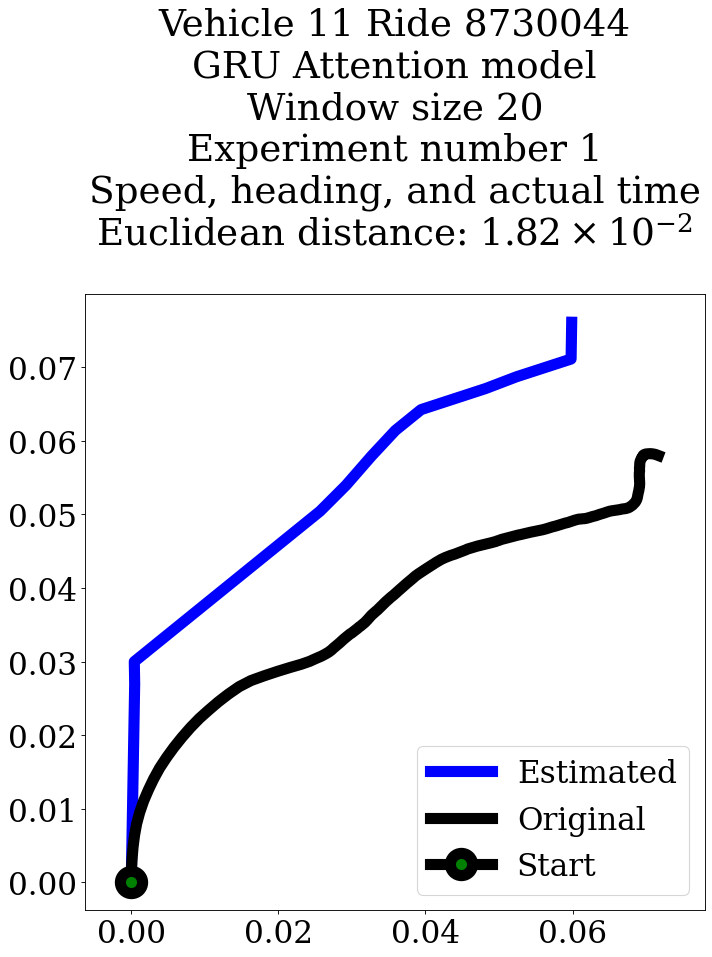 Vehicle 11 Ride 8730044
GRU Attention model
Window size 20
Experiment number 1
Speed, heading, and actual time
Euclidean distance: 1.82 × 10⁻²
0.07
0.06
0.05
0.04
0.03
0.02
0.01
0.00
0.00 0.02 0.04 0.06
Estimated
Original
Start